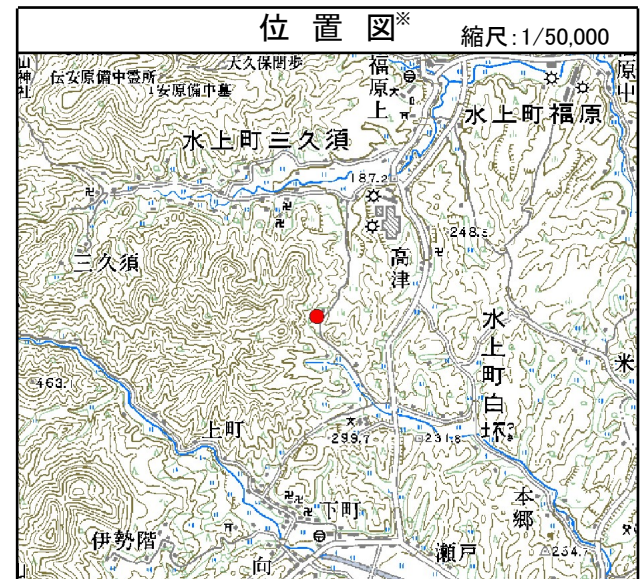 位置図※
縮尺:1/50,000
大久保間歩
伝安原備中霊所
安原備中墓
山神社
福原上
水上町福原
水上町三久須
187.2
三久須
高津
248.5
水上町白坏
米
463.1
上町
299.7
231.8
本郷
下町
伊勢階
向
瀬戸
234.7